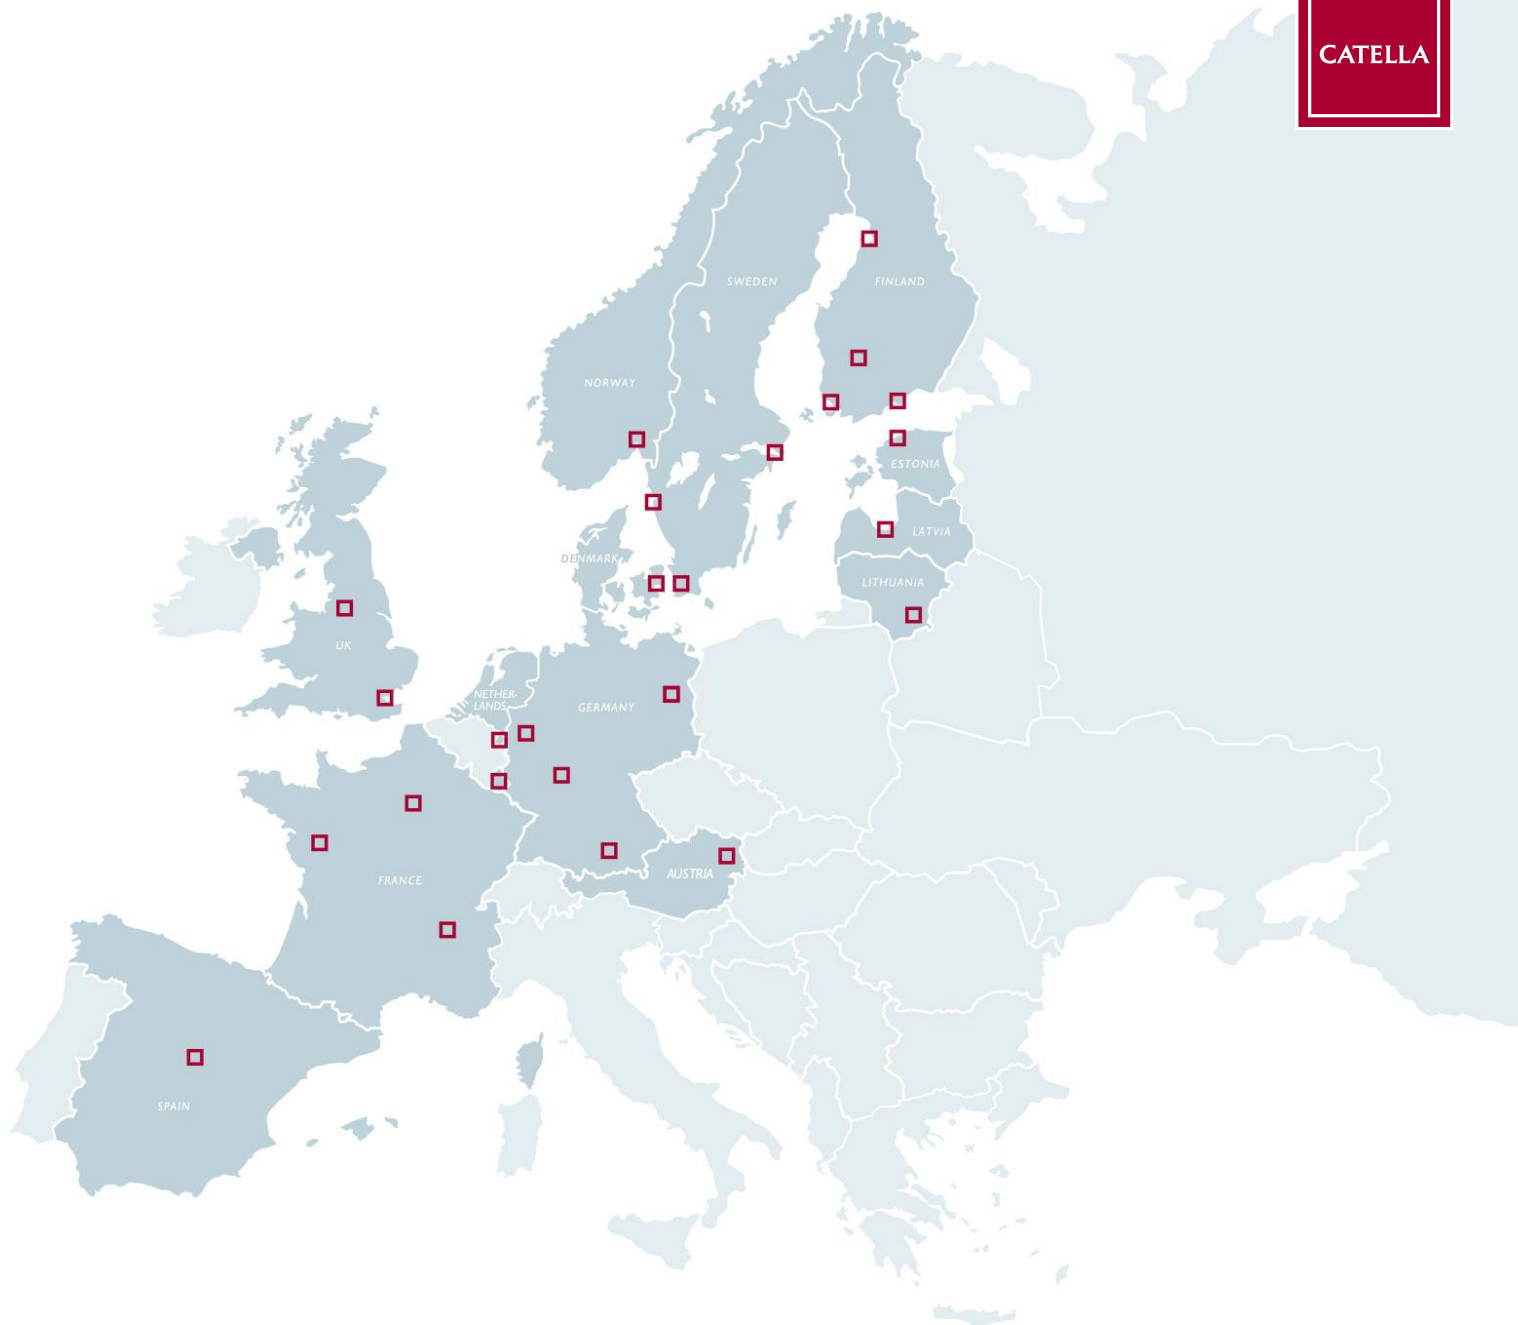 CATELLA
SWEDEN
FINLAND
NORWAY
ESTONIA
LATVIA
DENMARK
LITHUANIA
UK
NETHER-
LANDS
GERMANY
AUSTRIA
FRANCE
SPAIN